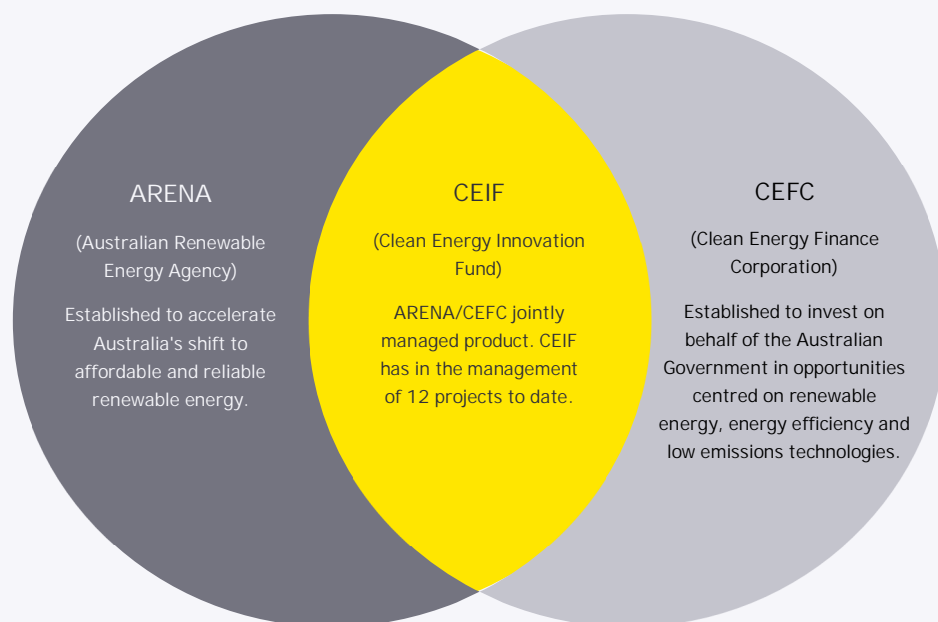 ARENA
(Australian Renewable
Energy Agency)
Established to accelerate
Australia's shift to
affordable and reliable
renewable energy.
CEIF
(Clean Energy Innovation
Fund)
ARENA/CEFC jointly
managed product. CEIF
has in the management
of 12 projects to date.
CEFC
(Clean Energy Finance
Corporation)
Established to invest on
behalf of the Australian
Government in opportunities
centred on renewable
energy, energy efficiency and
low emissions technologies.